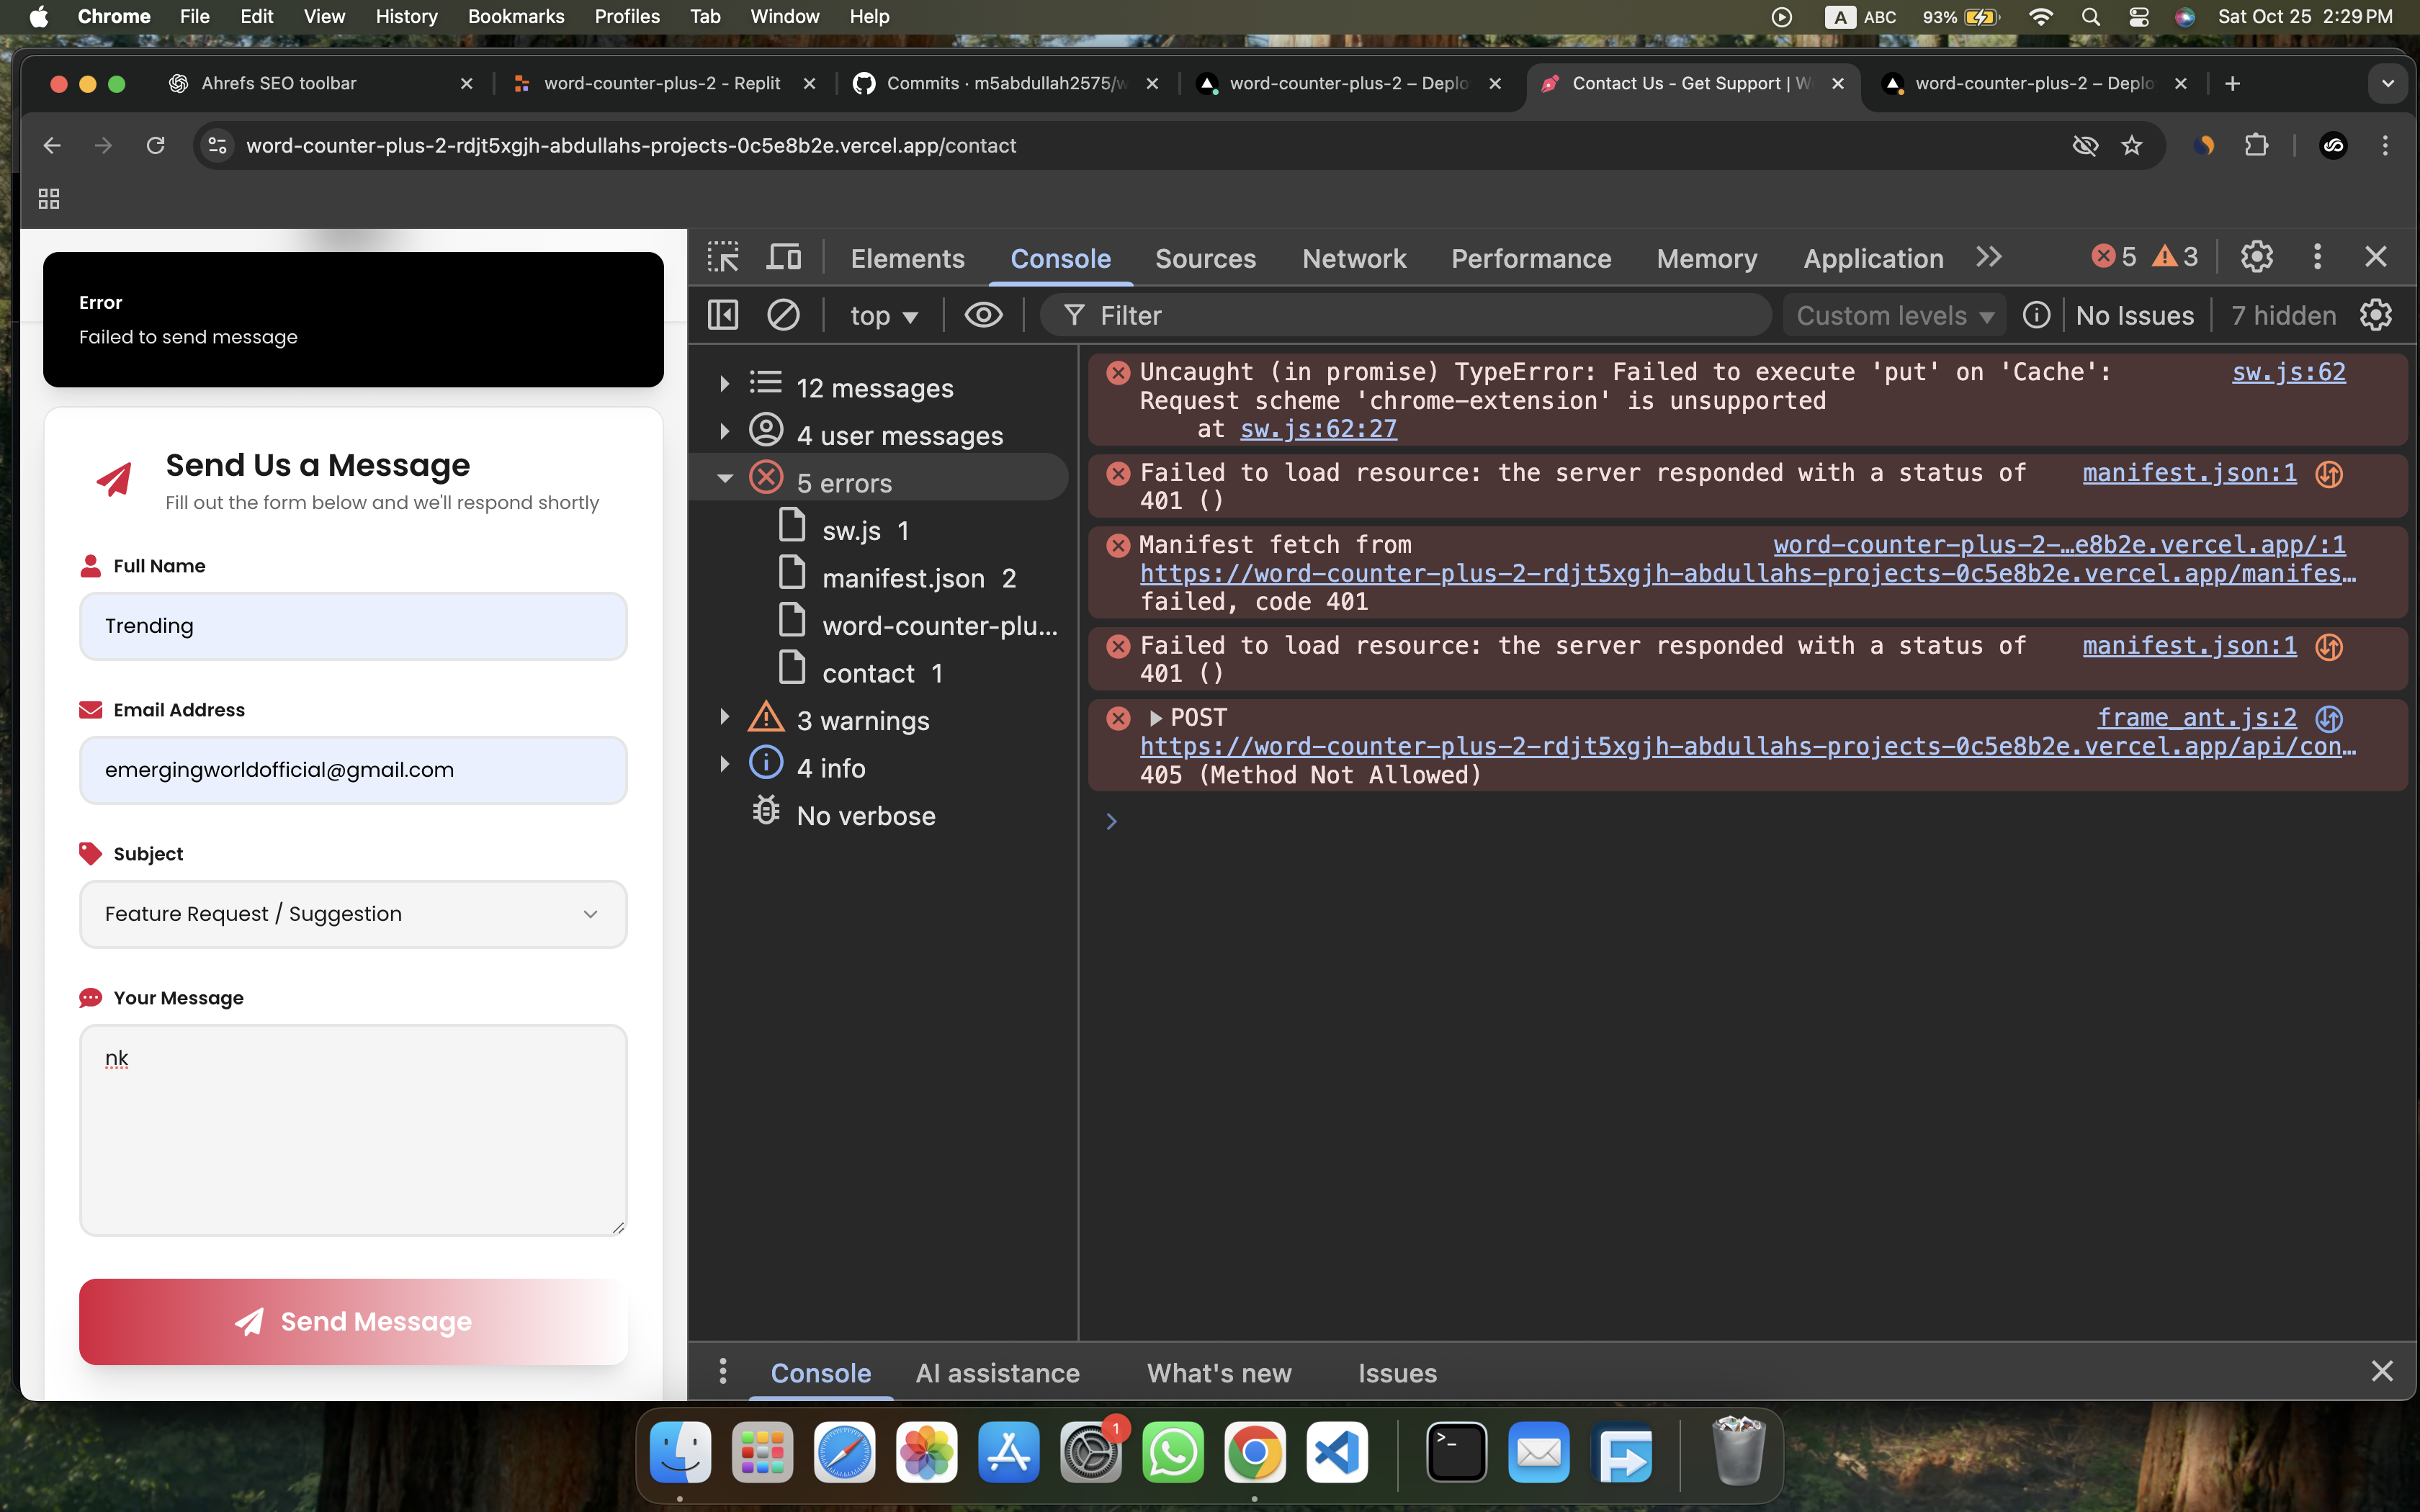 Chrome File Edit View History Bookmarks Profiles Tab Window Help A ABC 93% Sat Oct 25 2:29 PM
Ahrefs SEO toolbar word-counter-plus-2 - Replit Commits · m5abdullah2575/w word-counter-plus-2 – Deplo Contact Us - Get Support | W word-counter-plus-2 – Deplo
word-counter-plus-2-rdjt5xgjh-abdullahs-projects-0c5e8b2e.vercel.app/contact
Error
Failed to send message
Send Us a Message
Fill out the form below and we'll respond shortly
Full Name
Trending
Email Address
emergingworldofficial@gmail.com
Subject
Feature Request / Suggestion
Your Message
nk
Send Message
Elements Console Sources Network Performance Memory Application 5 3
top Filter Custom levels No Issues 7 hidden
12 messages
4 user messages
5 errors
sw.js 1
manifest.json 2
word-counter-plu...
contact 1
3 warnings
4 info
No verbose
Uncaught (in promise) TypeError: Failed to execute 'put' on 'Cache': sw.js:62
Request scheme 'chrome-extension' is unsupported
at sw.js:62:27
Failed to load resource: the server responded with a status of manifest.json:1
401 ()
Manifest fetch from word-counter-plus-2-…e8b2e.vercel.app/:1
https://word-counter-plus-2-rdjt5xgjh-abdullahs-projects-0c5e8b2e.vercel.app/manifes…
failed, code 401
Failed to load resource: the server responded with a status of manifest.json:1
401 ()
POST frame_ant.js:2
https://word-counter-plus-2-rdjt5xgjh-abdullahs-projects-0c5e8b2e.vercel.app/api/con…
405 (Method Not Allowed)
Console AI assistance What's new Issues
1